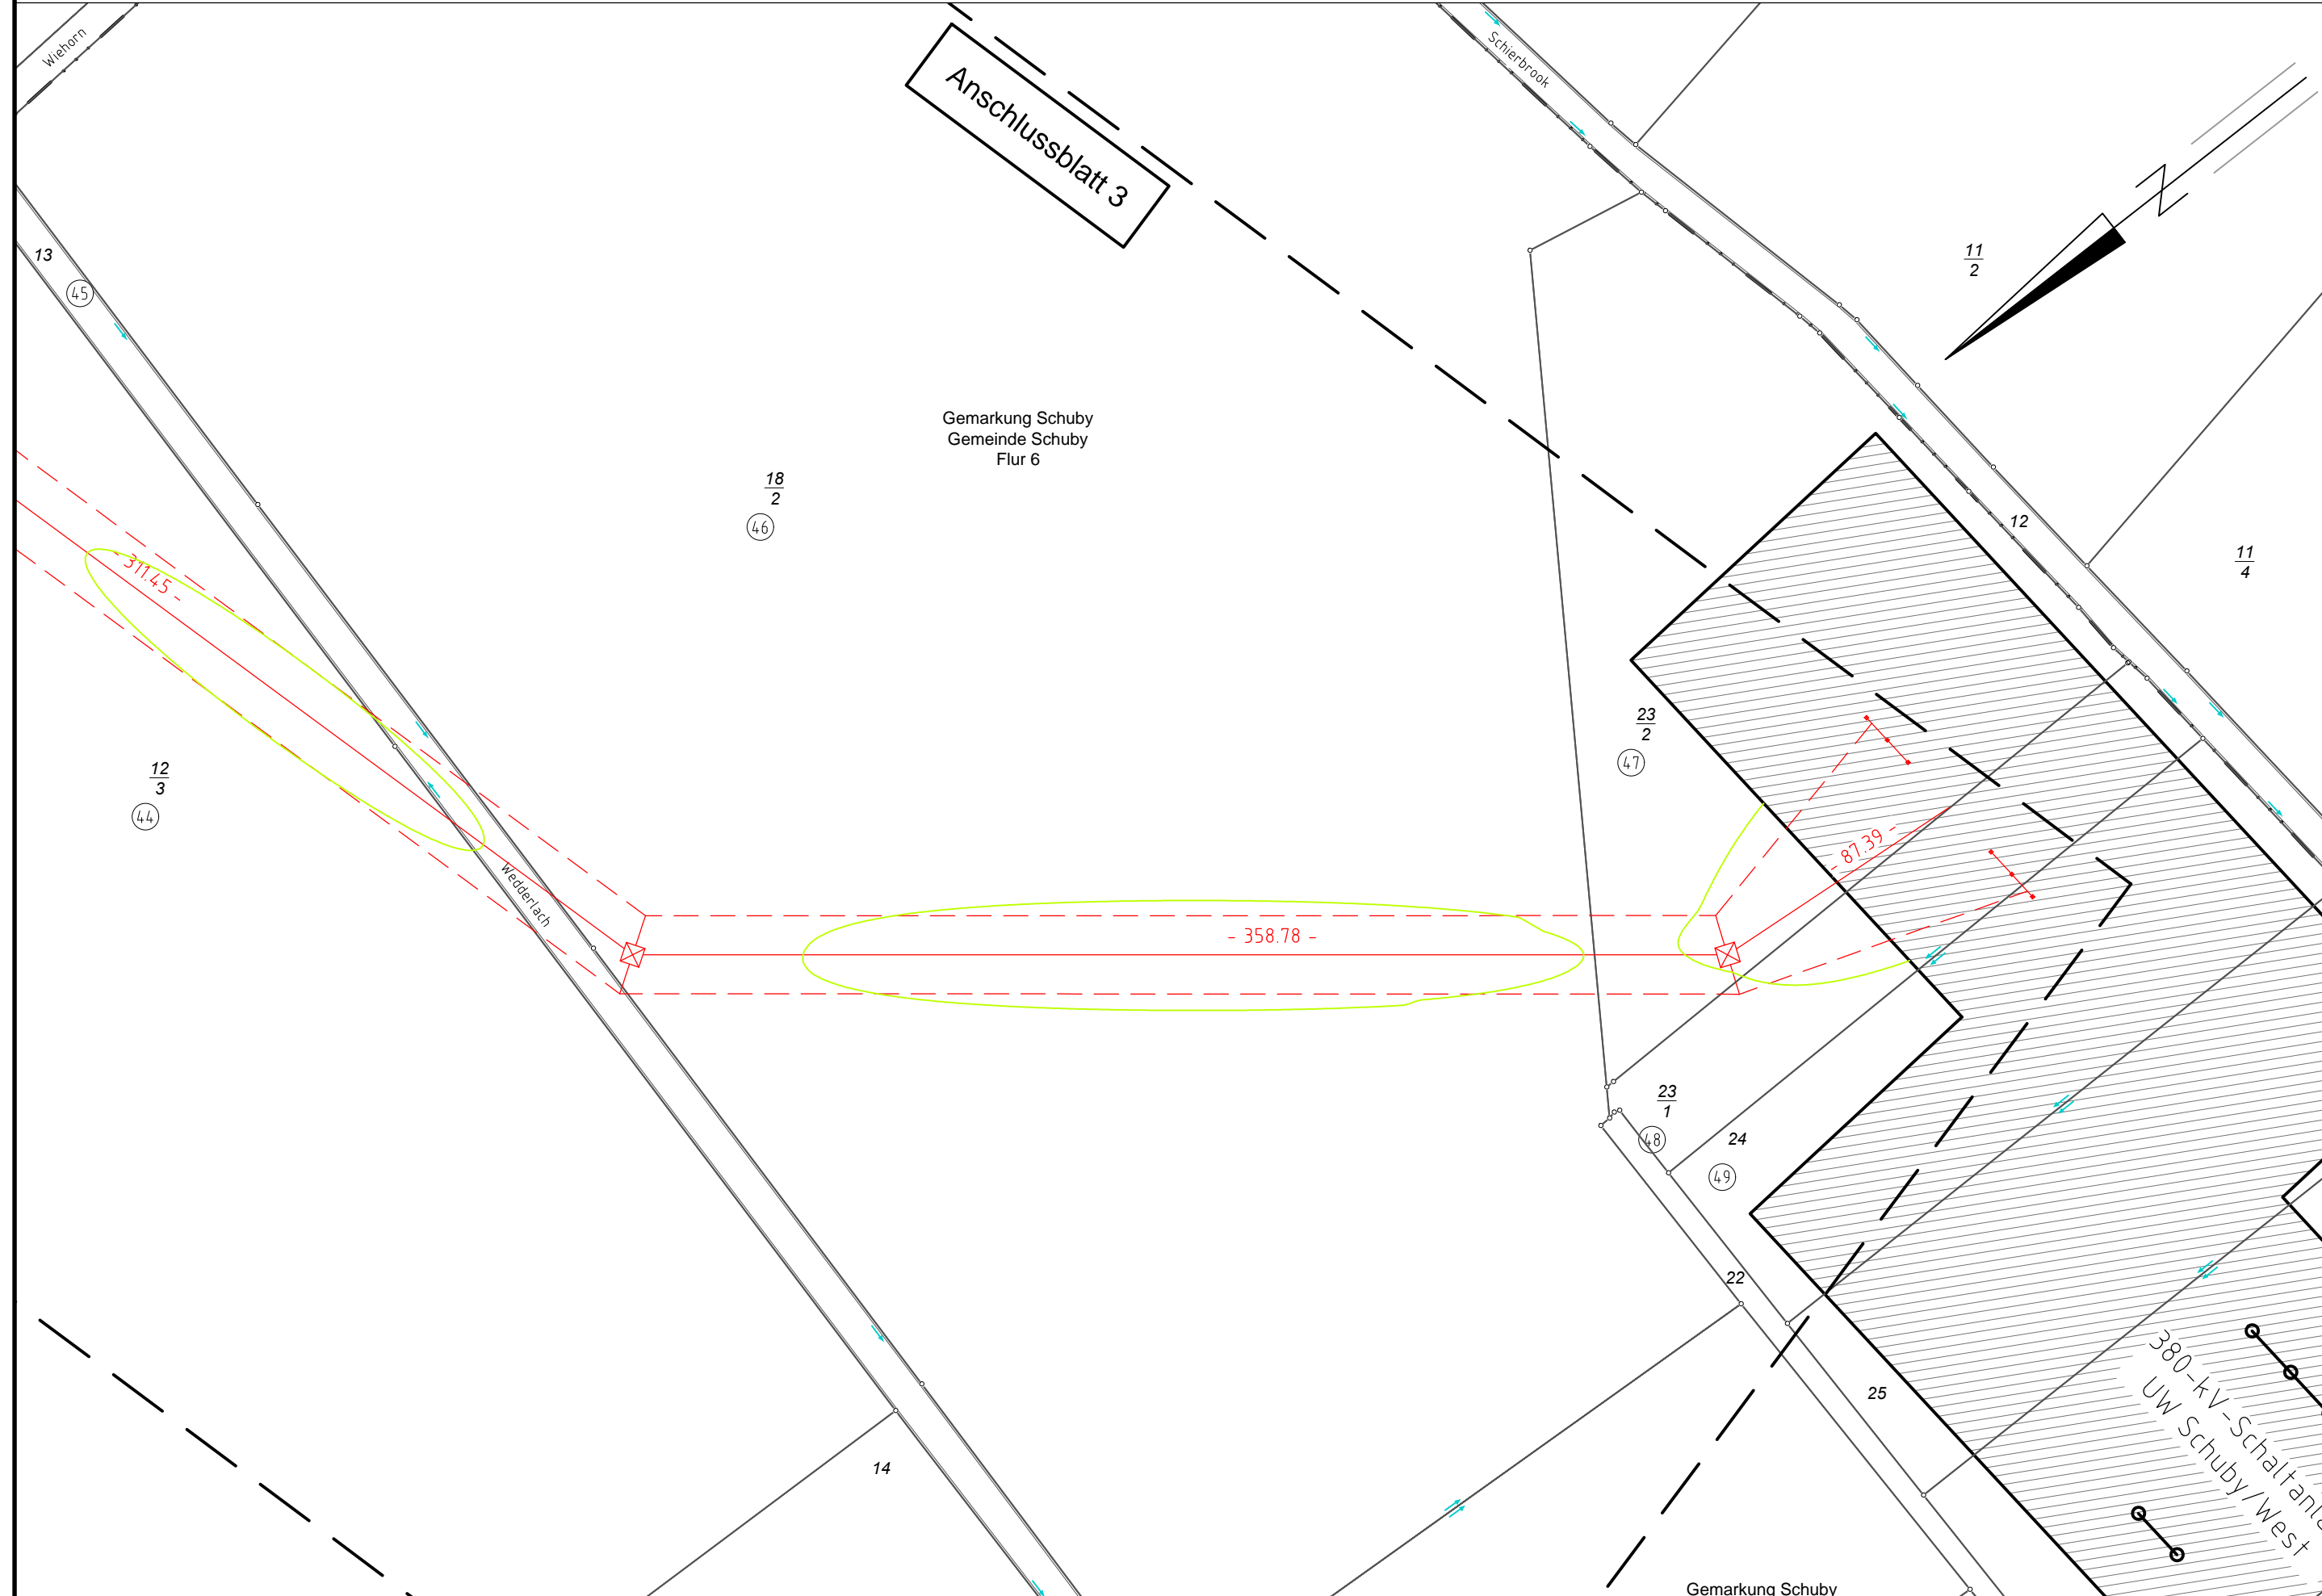 Wiehorn
Schierbrook
Anschlussblatt 3
11
2
13
45
Gemarkung Schuby
Gemeinde Schuby
Flur 6
18
2
46
12
11
4
- 311.45 -
23
2
47
12
3
44
Wedderlach
- 87.39 -
- 358.78 -
23
1
48
24
49
22
25
380-kV-Schaltanl
UW Schuby/West
14
Gemarkung Schuby